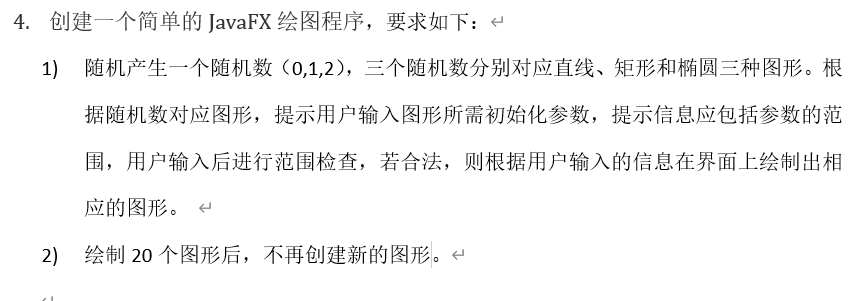 4. 创建一个简单的 JavaFX 绘图程序，要求如下：
1) 随机产生一个随机数（0,1,2），三个随机数分别对应直线、矩形和椭圆三种图形。根
据随机数对应图形，提示用户输入图形所需初始化参数，提示信息应包括参数的范
围，用户输入后进行范围检查，若合法，则根据用户输入的信息在界面上绘制出相
应的图形。
2) 绘制 20 个图形后，不再创建新的图形。